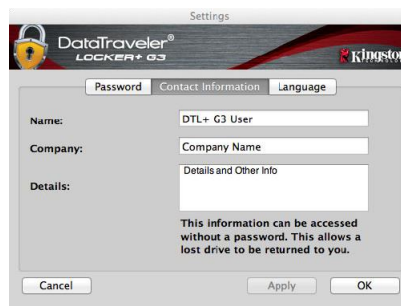 Settings
DataTraveler®
LOCKER+ G3
Kingston
Password Contact Information Language
Name: DTL+ G3 User
Company: Company Name
Details: Details and Other Info
This information can be accessed
without a password. This allows a
lost drive to be returned to you.
Cancel Apply OK